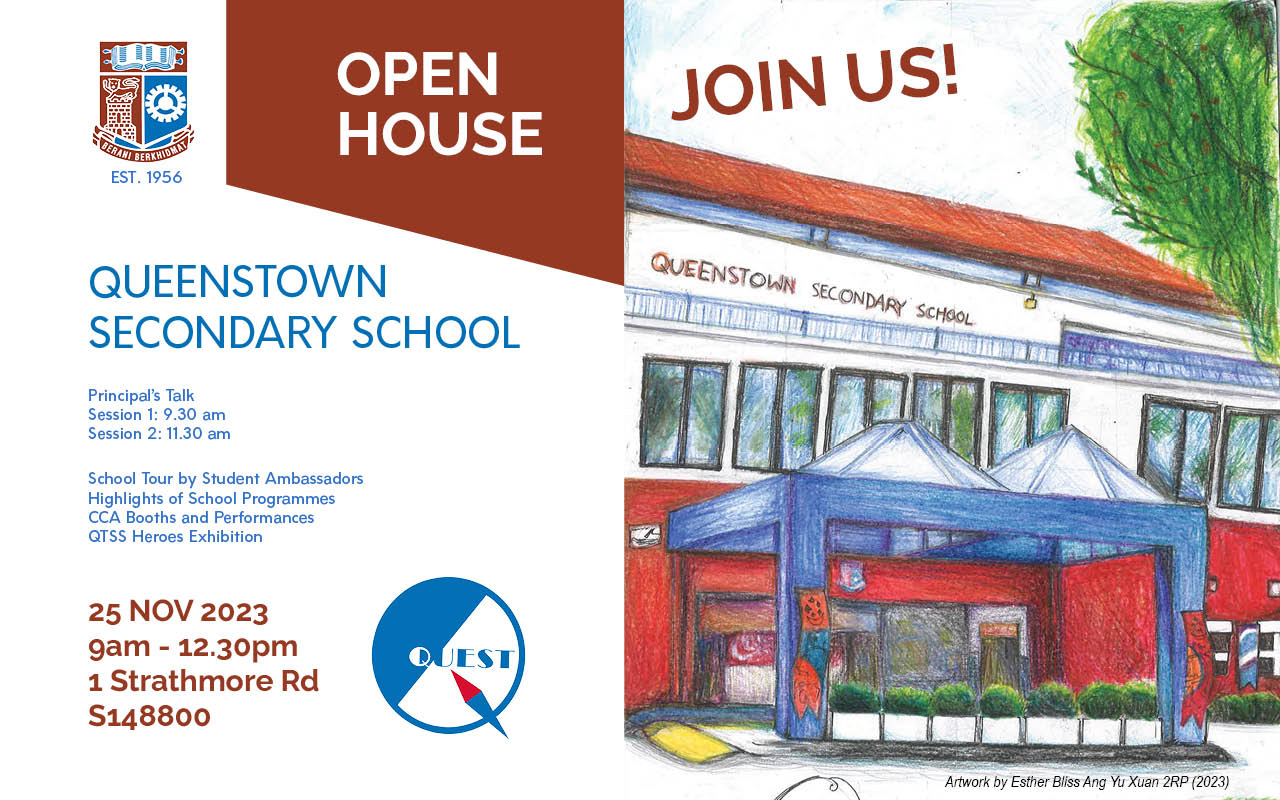 BERANI BERKHIDMAT
EST. 1956
OPEN
HOUSE
QUEENSTOWN
SECONDARY SCHOOL
Principal's Talk
Session 1: 9.30 am
Session 2: 11.30 am
School Tour by Student Ambassadors
Highlights of School Programmes
CCA Booths and Performances
QTSS Heroes Exhibition
25 NOV 2023
9am - 12.30pm
1 Strathmore Rd
S148800
QUEST
JOIN US!
QUEENSTOWN SECONDARY SCHOOL
Artwork by Esther Bliss Ang Yu Xuan 2RP (2023)